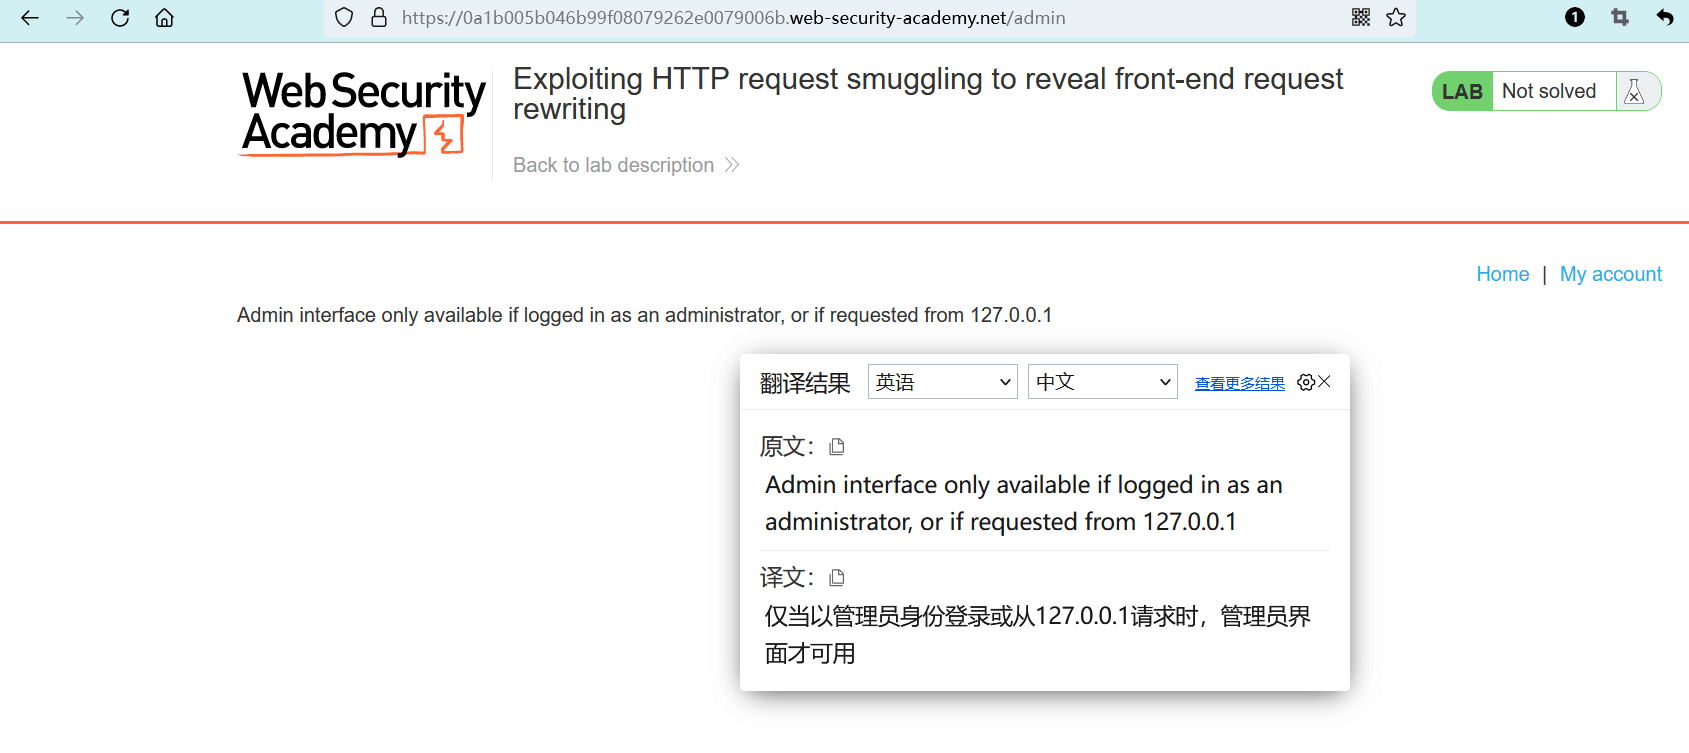 https://0a1b005b046b99f08079262e0079006b.web-security-academy.net/admin
1
Web Security
Academy
Exploiting HTTP request smuggling to reveal front-end request
rewriting
Back to lab description
LAB Not solved
Home | My account
Admin interface only available if logged in as an administrator, or if requested from 127.0.0.1
翻译结果 英语 中文 查看更多结果
原文：
Admin interface only available if logged in as an
administrator, or if requested from 127.0.0.1
译文：
仅当以管理员身份登录或从127.0.0.1请求时，管理员界
面才可用